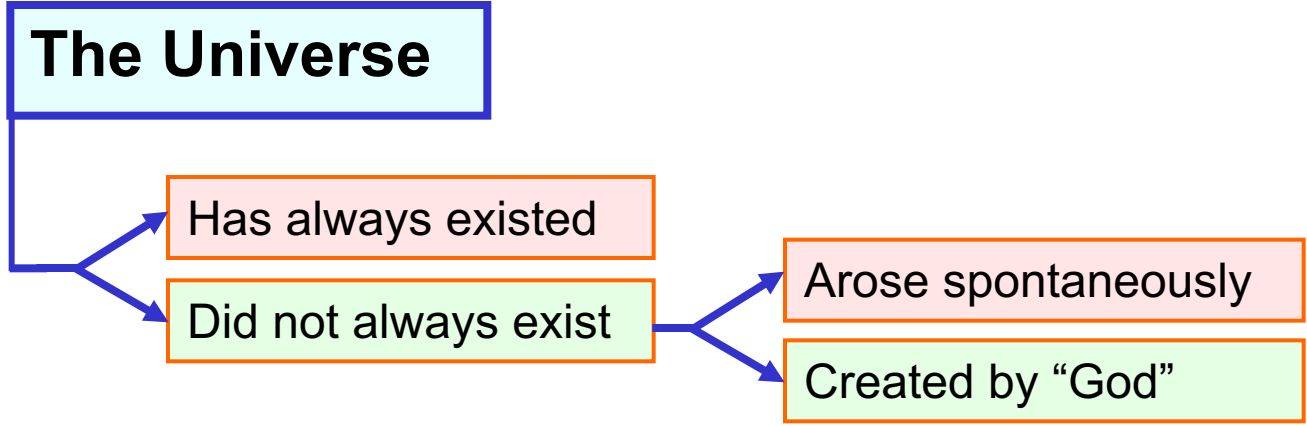 The Universe
Has always existed
Did not always exist
Arose spontaneously
Created by “God”